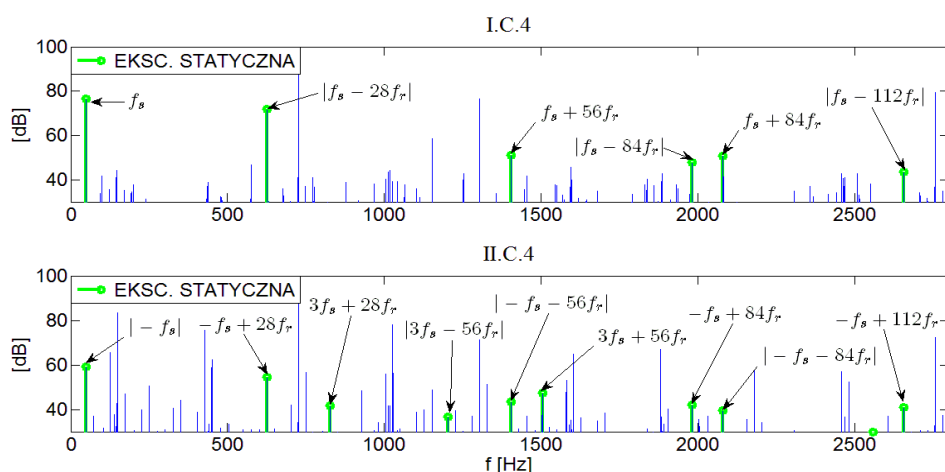 I.C.4
100
80
60
40
[dB]
EKSC. STATYCZNA
f_s
|f_s − 28f_r|
f_s + 56f_r
|f_s − 84f_r|
f_s + 84f_r
|f_s − 112f_r|
0 500 1000 1500 2000 2500
II.C.4
100
80
60
40
[dB]
EKSC. STATYCZNA
| − f_s|
−f_s + 28f_r
3f_s + 28f_r
|3f_s − 56f_r|
| − f_s − 56f_r|
3f_s + 56f_r
−f_s + 84f_r
| − f_s − 84f_r|
−f_s + 112f_r
0 500 1000 1500 2000 2500
f [Hz]